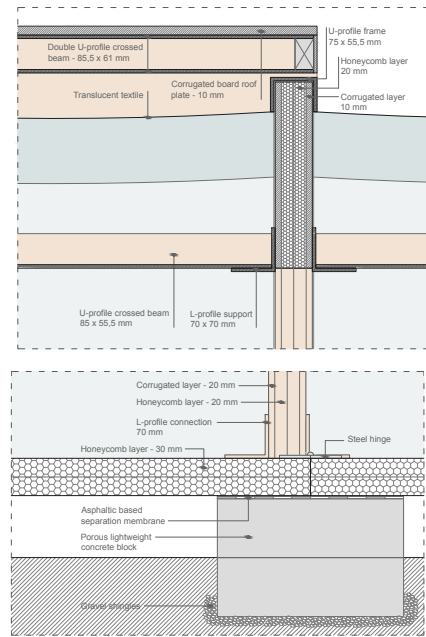 U-profile frame
75 x 55,5 mm
Double U-profile crossed
beam - 85,5 x 61 mm
Honeycomb layer
20 mm
Corrugated board roof
plate - 10 mm
Translucent textile
Corrugated layer
10 mm
U-profile crossed beam
85 x 55,5 mm
L-profile support
70 x 70 mm
Corrugated layer - 20 mm
Honeycomb layer - 20 mm
L-profile connection
70 mm
Steel hinge
Honeycomb layer - 30 mm
Asphaltic based
separation membrane
Porous lightweight
concrete block
Gravel shingles